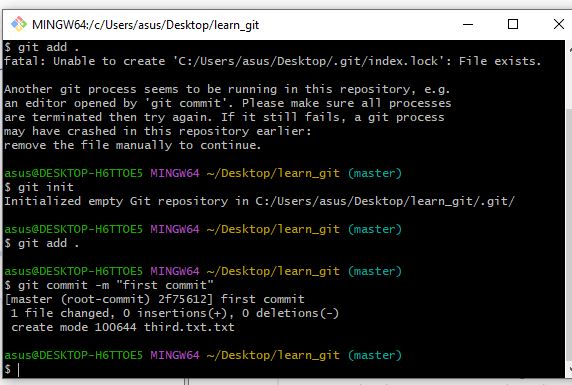 MINGW64:/c/Users/asus/Desktop/learn_git
$ git add .
fatal: Unable to create 'C:/Users/asus/Desktop/.git/index.lock': File exists.
Another git process seems to be running in this repository, e.g.
an editor opened by 'git commit'. Please make sure all processes
are terminated then try again. If it still fails, a git process
may have crashed in this repository earlier:
remove the file manually to continue.
asus@DESKTOP-H6TTOE5 MINGW64 ~/Desktop/learn_git (master)
$ git init
Initialized empty Git repository in C:/Users/asus/Desktop/learn_git/.git/
asus@DESKTOP-H6TTOE5 MINGW64 ~/Desktop/learn_git (master)
$ git add .
asus@DESKTOP-H6TTOE5 MINGW64 ~/Desktop/learn_git (master)
$ git commit -m "first commit"
[master (root-commit) 2f75612] first commit
 1 file changed, 0 insertions(+), 0 deletions(-)
 create mode 100644 third.txt.txt
asus@DESKTOP-H6TTOE5 MINGW64 ~/Desktop/learn_git (master)
$